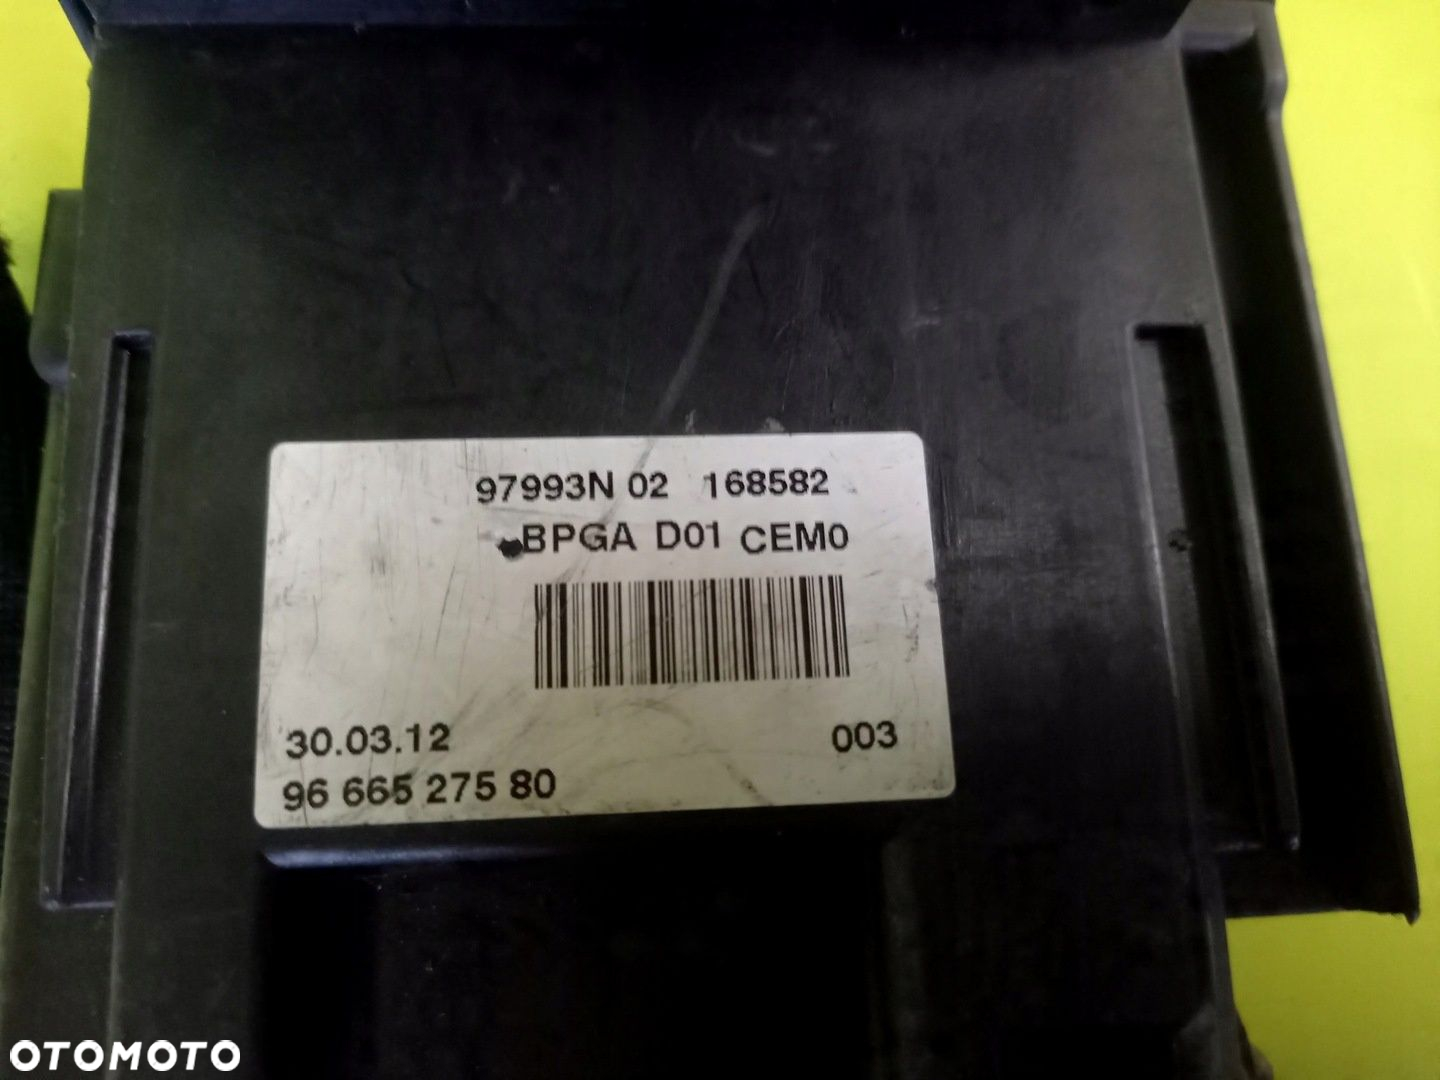 97993N 02 168582
BPGA D01 CEM0
30.03.12
003
96 665 275 80
OTOMOTO